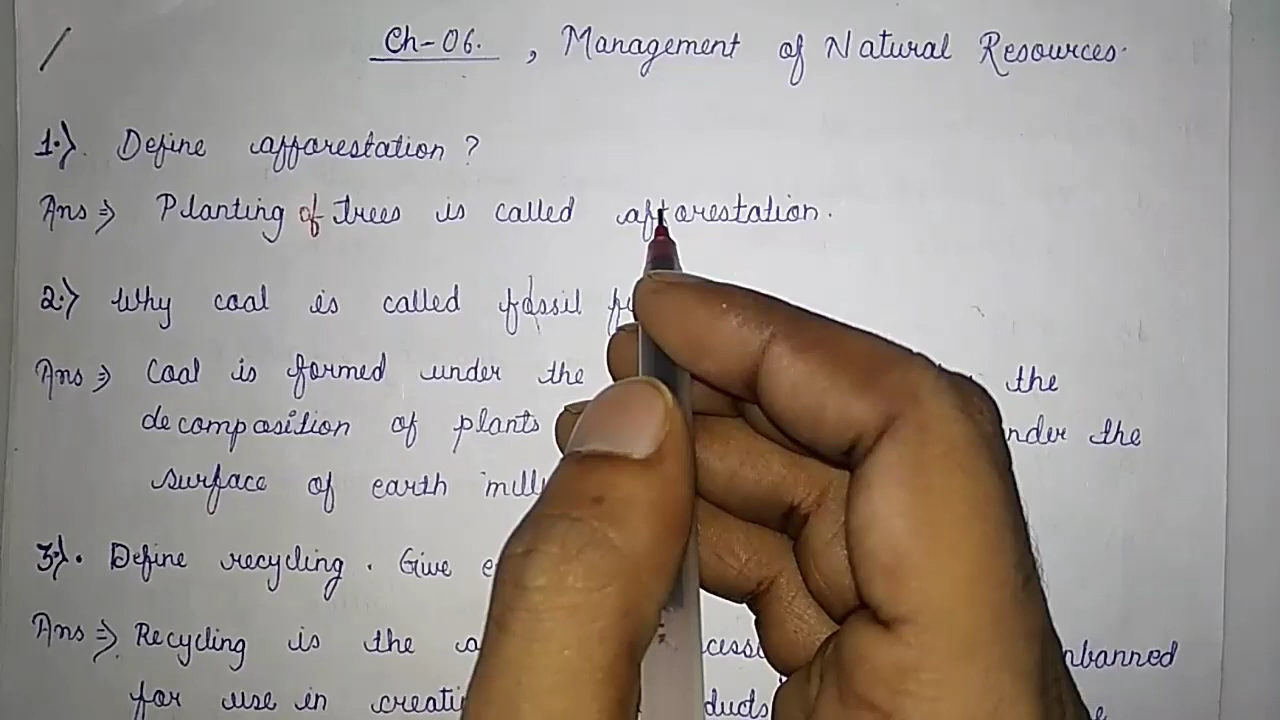 Ch-06. , Management of Natural Resources.
1.) Define afforestation ?
Ans ⇒ Planting of trees is called afforestation.
2.) Why coal is called fossil
Ans ⇒ Coal is formed under the the
decomposition of plants under the
surface of earth
3.) . Define recycling . Give
Ans ⇒ Recycling is the
for use in